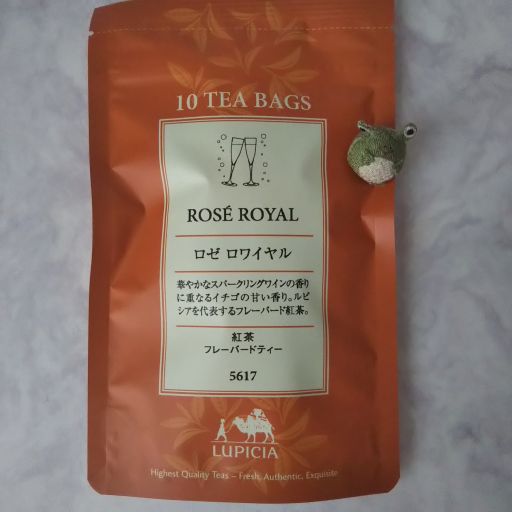 10 TEA BAGS
ROSÉ ROYAL
ロゼ ロワイヤル
華やかなスパークリングワインの香り
に重なるイチゴの甘い香り。ルピ
シアを代表するフレーバード紅茶。
紅茶
フレーバードティー
5617
LUPICIA
Highest Quality Teas – Fresh, Authentic, Exquisite